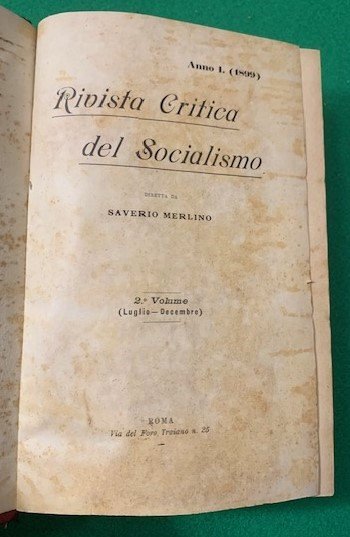 Anno I. (1899)
Rivista Critica
del Socialismo
DIRETTA DA
SAVERIO MERLINO
2.º Volume
(Luglio — Decembre)
ROMA
Via del Foro Traiano n. 25